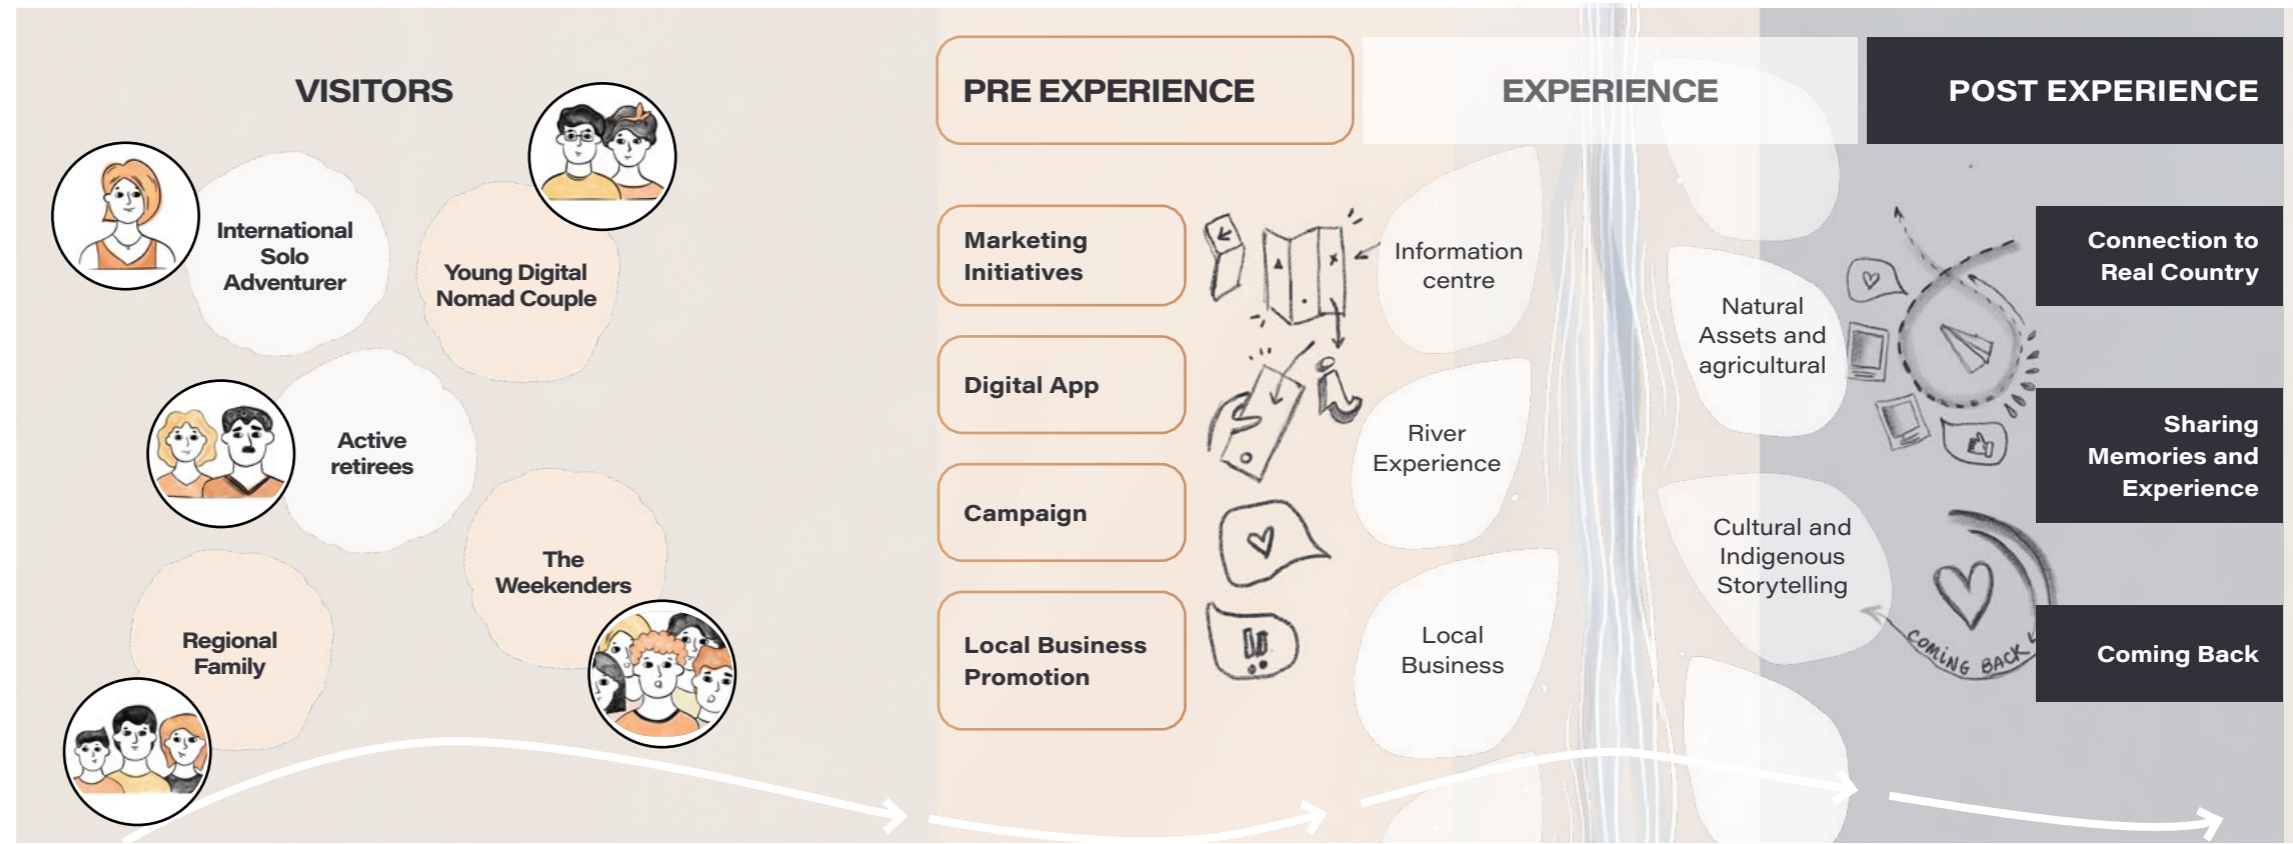 VISITORS
International
Solo
Adventurer
Young Digital
Nomad Couple
Active
retirees
The
Weekenders
Regional
Family
PRE EXPERIENCE
Marketing
Initiatives
Digital App
Campaign
Local Business
Promotion
EXPERIENCE
Information
centre
River
Experience
Local
Business
Natural
Assets and
agricultural
Cultural and
Indigenous
Storytelling
POST EXPERIENCE
Connection to
Real Country
Sharing
Memories and
Experience
COMING BACK
Coming Back